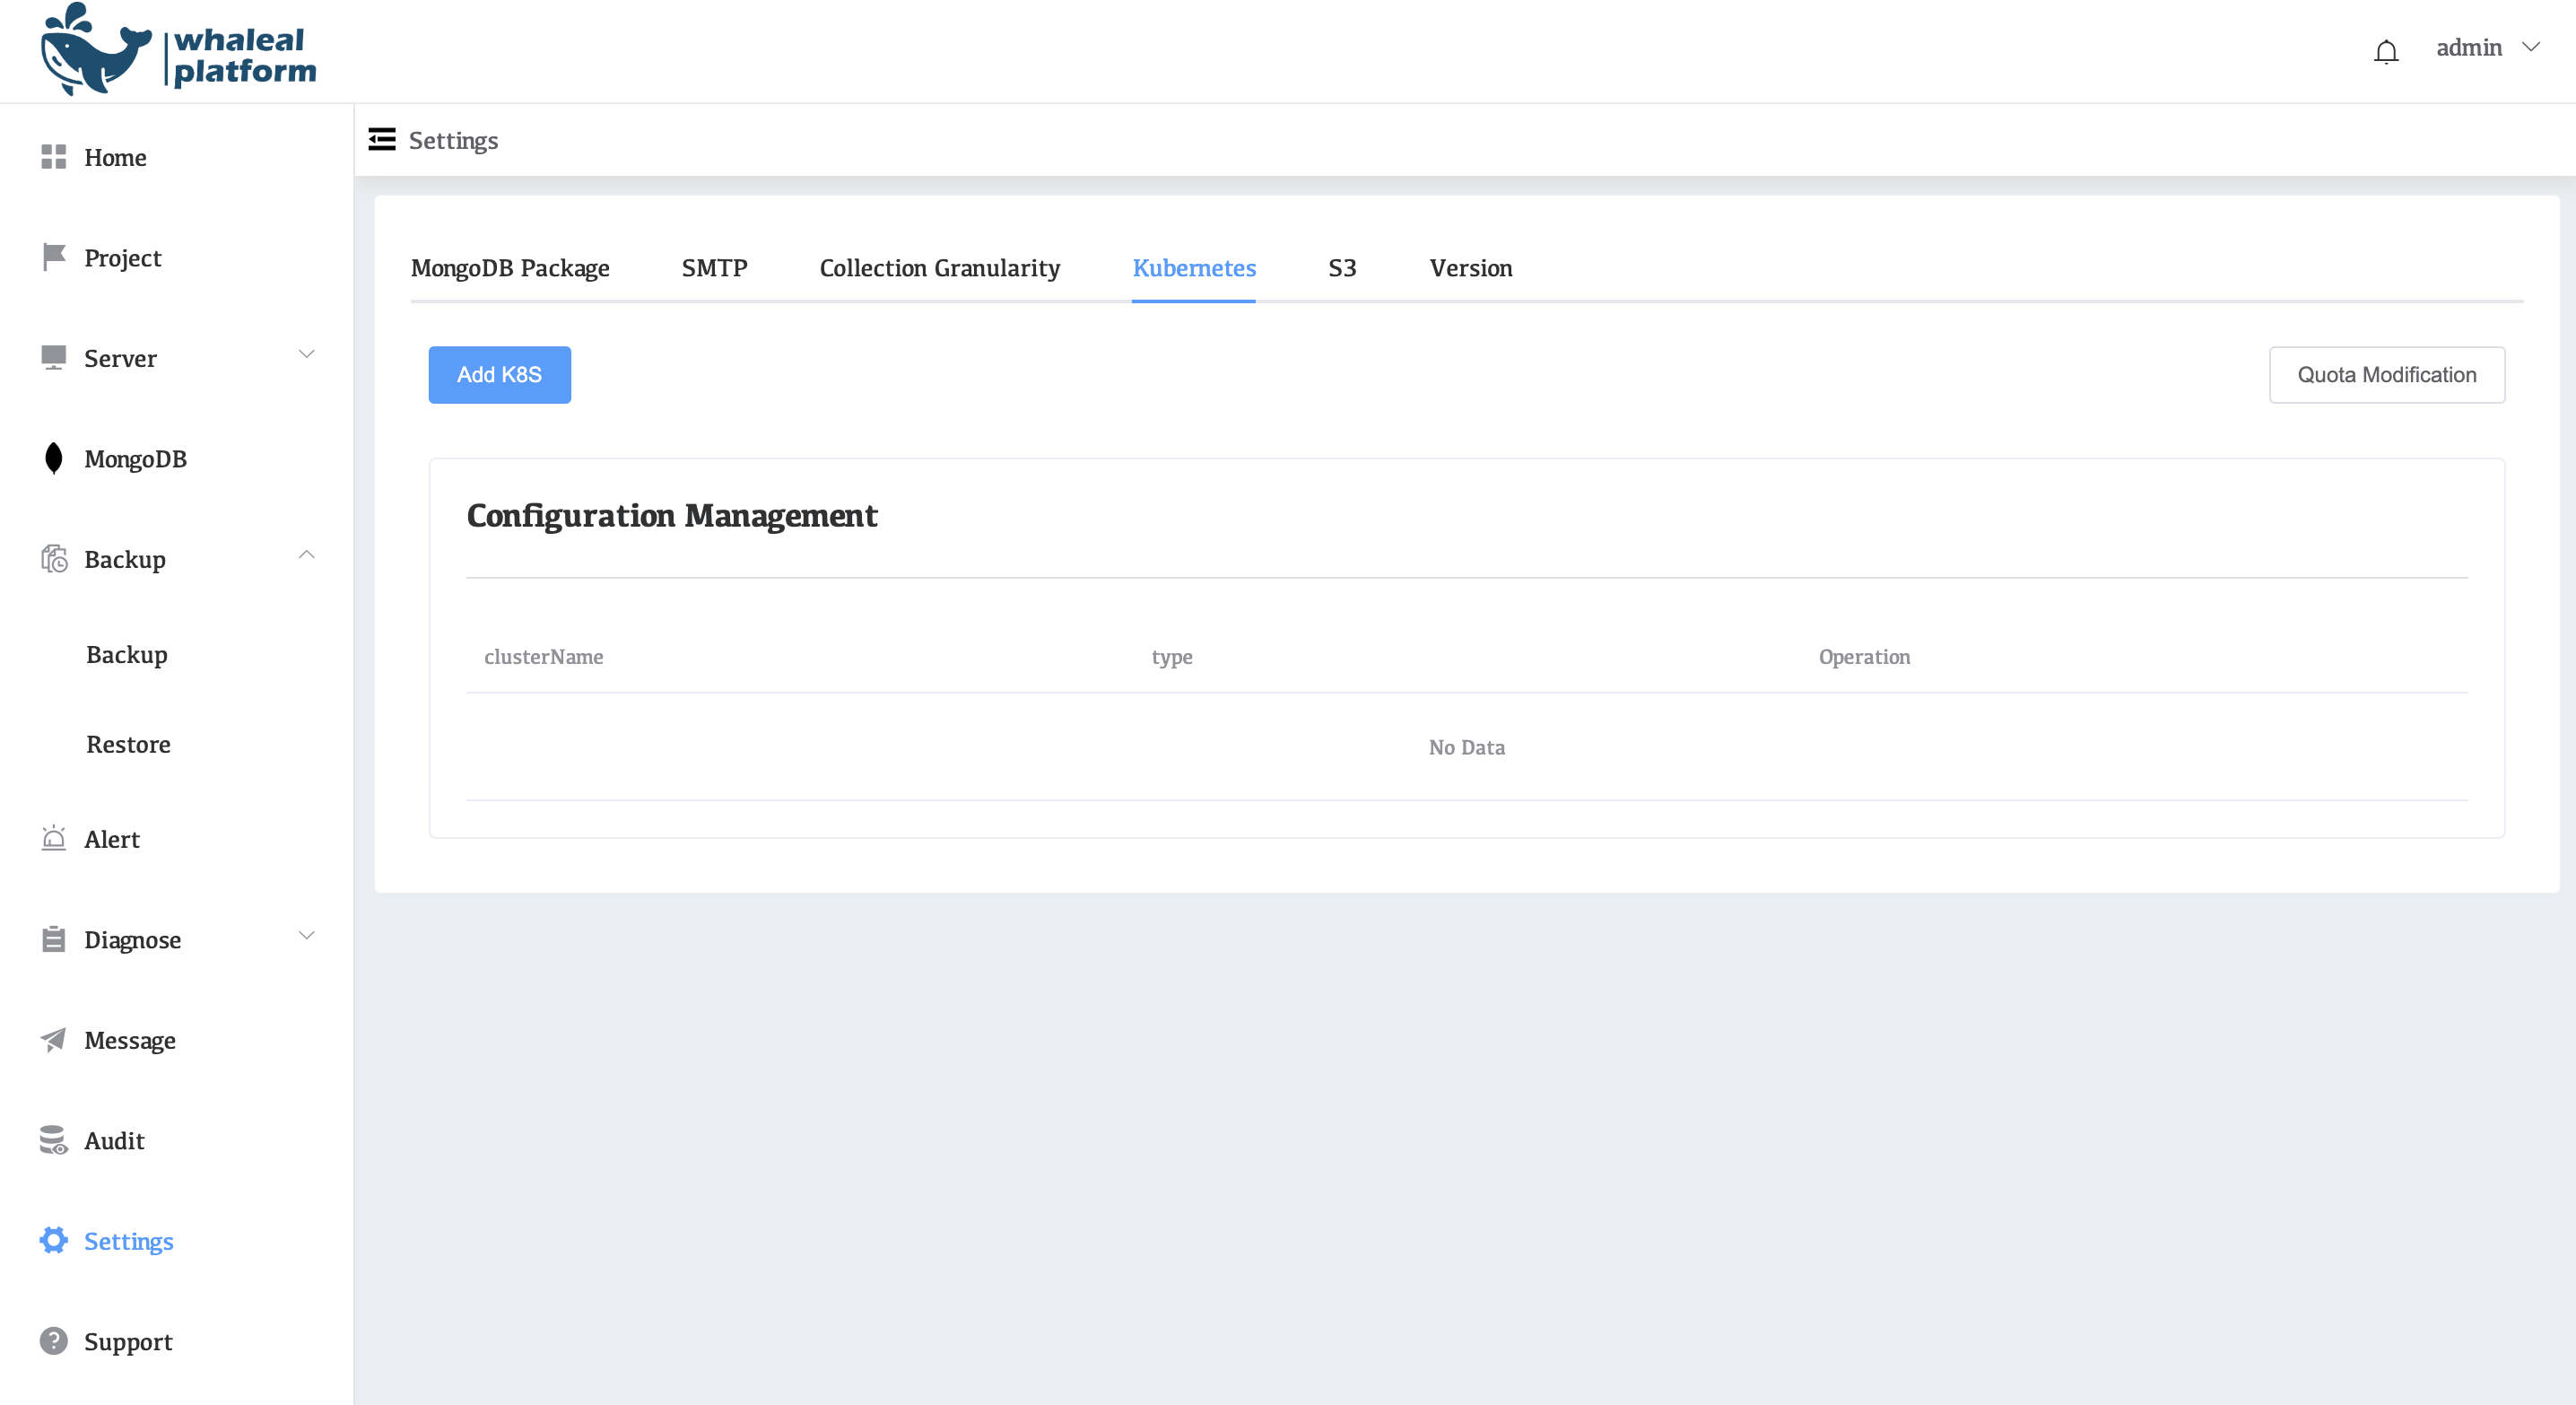 whaleal
platform
admin
Home
Project
Server
MongoDB
Backup
Backup
Restore
Alert
Diagnose
Message
Audit
Settings
Support
Settings
MongoDB Package SMTP Collection Granularity Kubernetes S3 Version
Add K8S Quota Modification
Configuration Management
clusterName type Operation
No Data